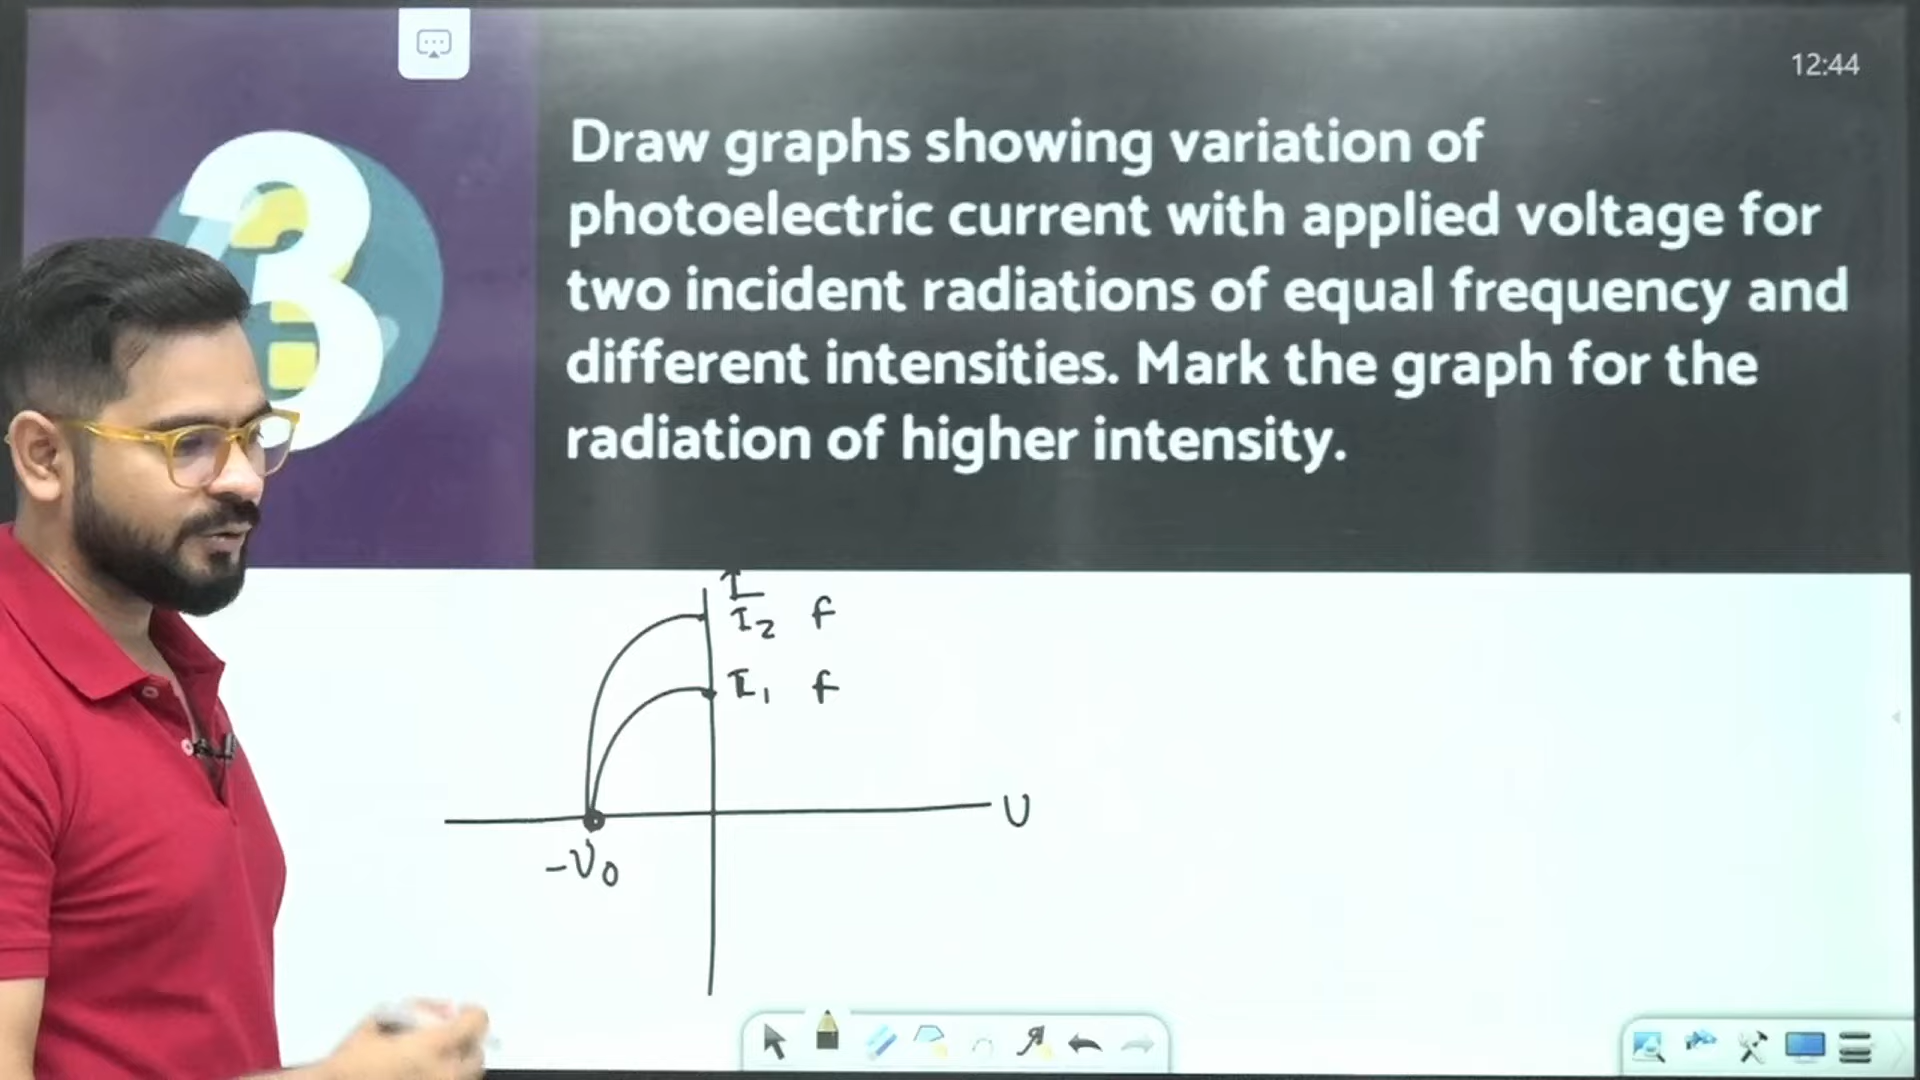 12:44
3
Draw graphs showing variation of
photoelectric current with applied voltage for
two incident radiations of equal frequency and
different intensities. Mark the graph for the
radiation of higher intensity.
I
I₂ f
I₁ f
V
-V₀